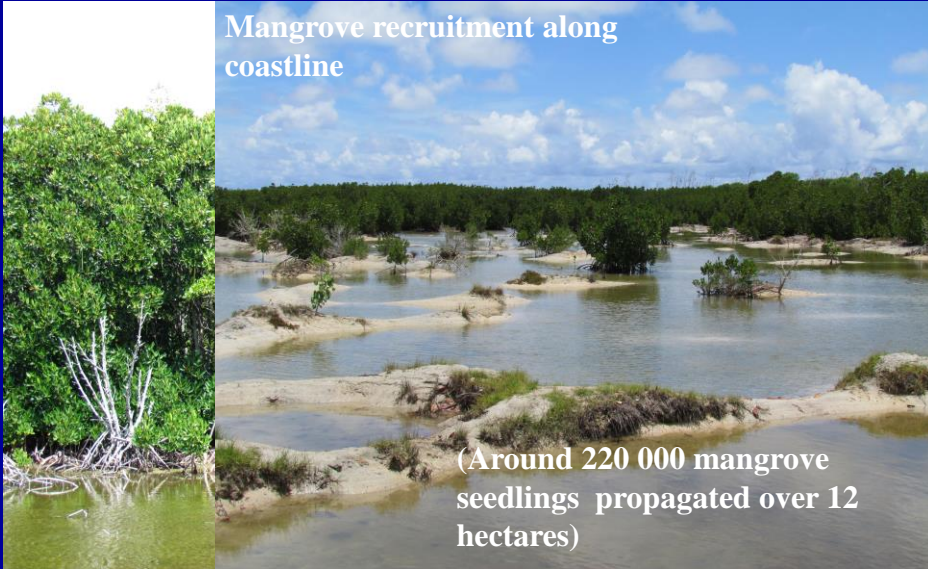 Mangrove recruitment along
coastline
(Around 220 000 mangrove
seedlings propagated over 12
hectares)